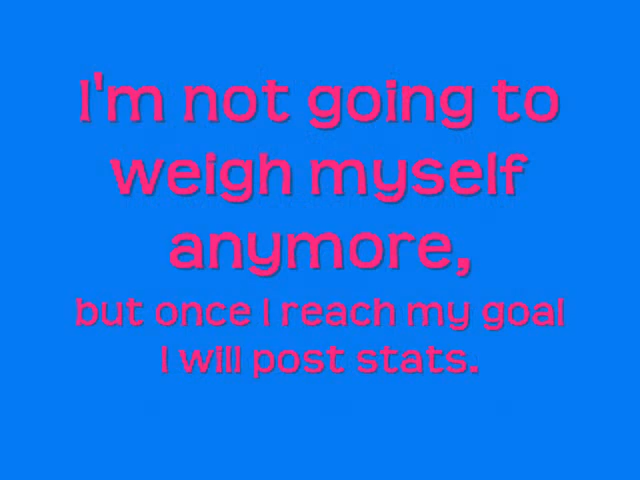 I'm not going to
weigh myself
anymore,
but once I reach my goal
I will post stats.